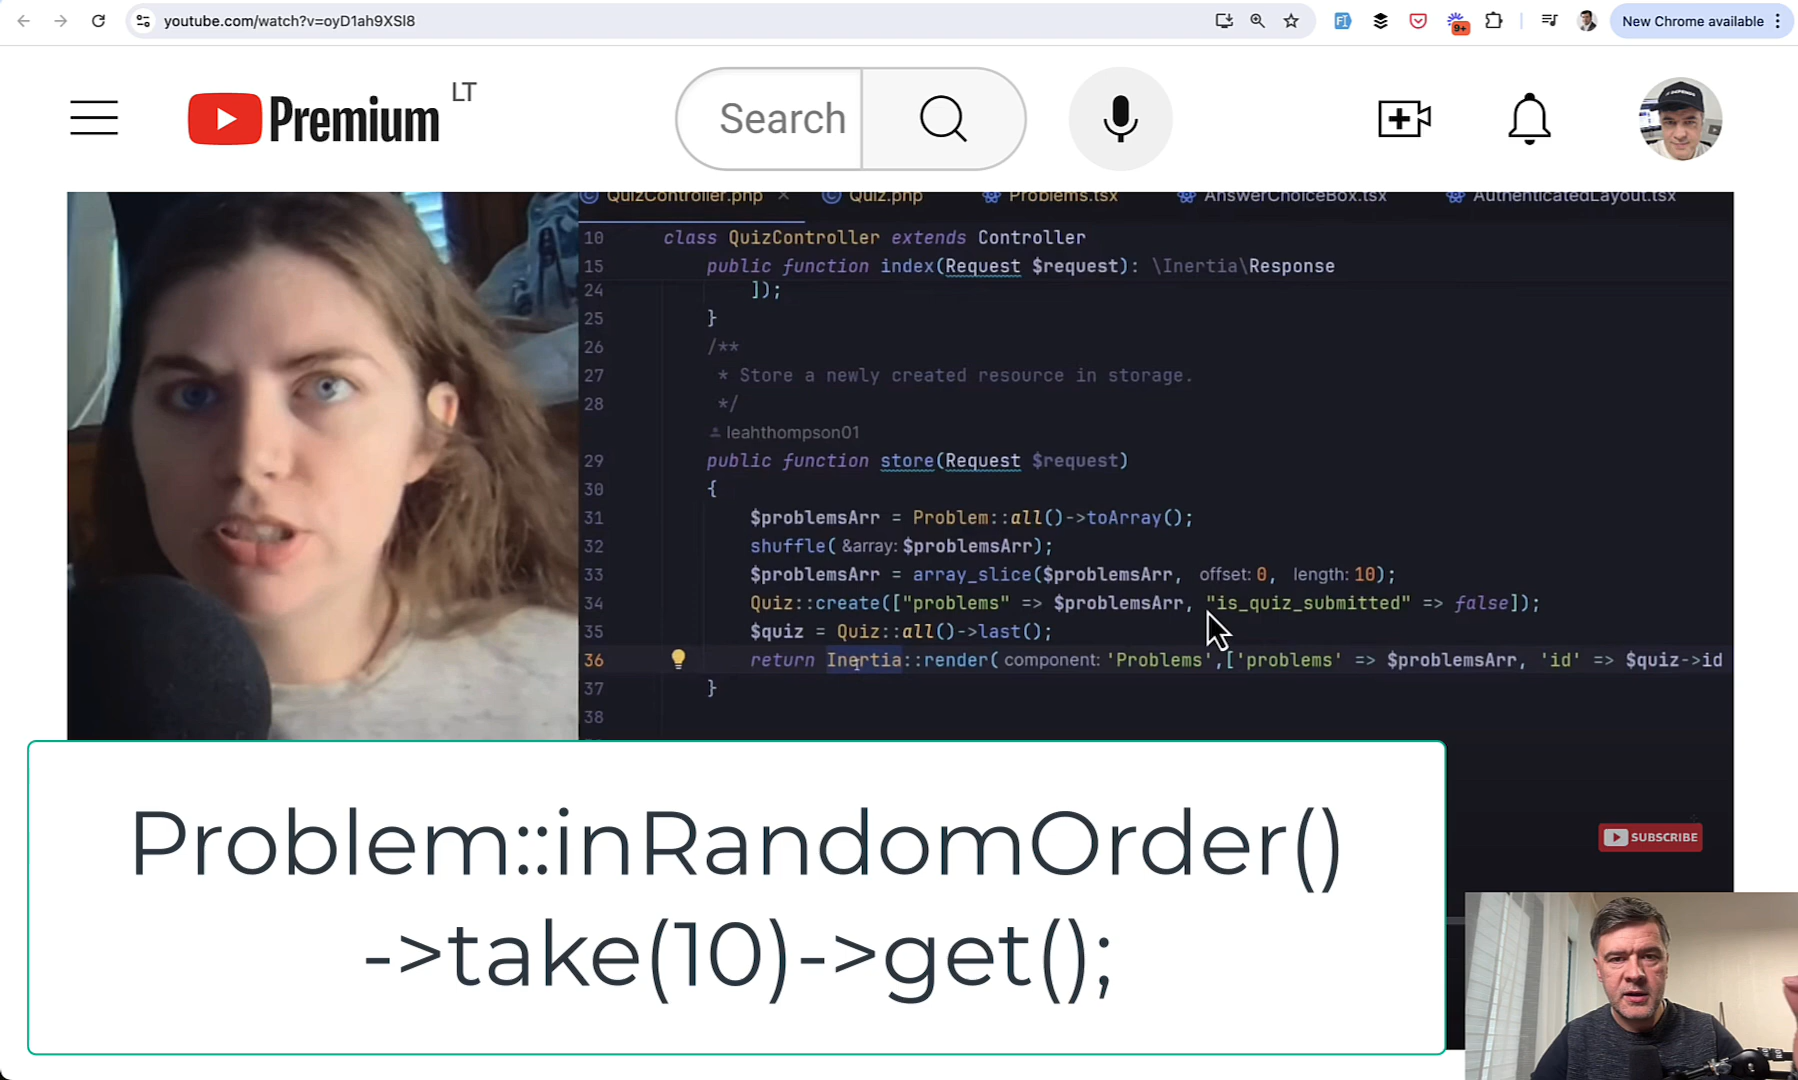 youtube.com/watch?v=oyD1ah9XSI8
9+
New Chrome available
Premium LT
Search
QuizController.php
Quiz.php
Problems.tsx
AnswerChoiceBox.tsx
AuthenticatedLayout.tsx
10 class QuizController extends Controller
15 public function index(Request $request): \Inertia\Response
24 ]);
25 }
26 /**
27 * Store a newly created resource in storage.
28 */
leahthompson01
29 public function store(Request $request)
30 {
31 $problemsArr = Problem::all()->toArray();
32 shuffle( &array: $problemsArr);
33 $problemsArr = array_slice($problemsArr, offset: 0, length: 10);
34 Quiz::create(["problems" => $problemsArr, "is_quiz_submitted" => false]);
35 $quiz = Quiz::all()->last();
36 return Inertia::render( component: 'Problems',['problems' => $problemsArr, 'id' => $quiz->id
37 }
38
SUBSCRIBE
Problem::inRandomOrder()
->take(10)->get();